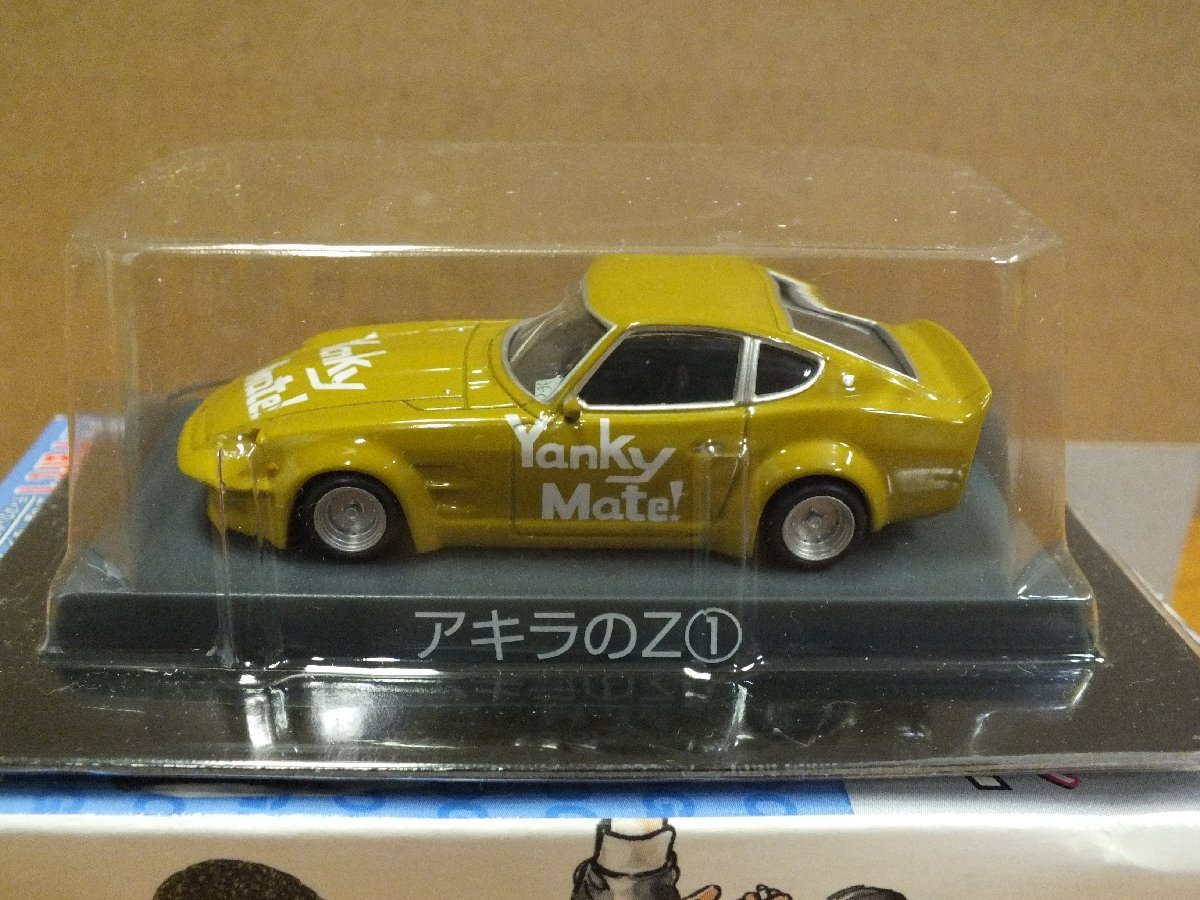 Yanky
Mate!
Yanky
Mate!
アキラのZ①